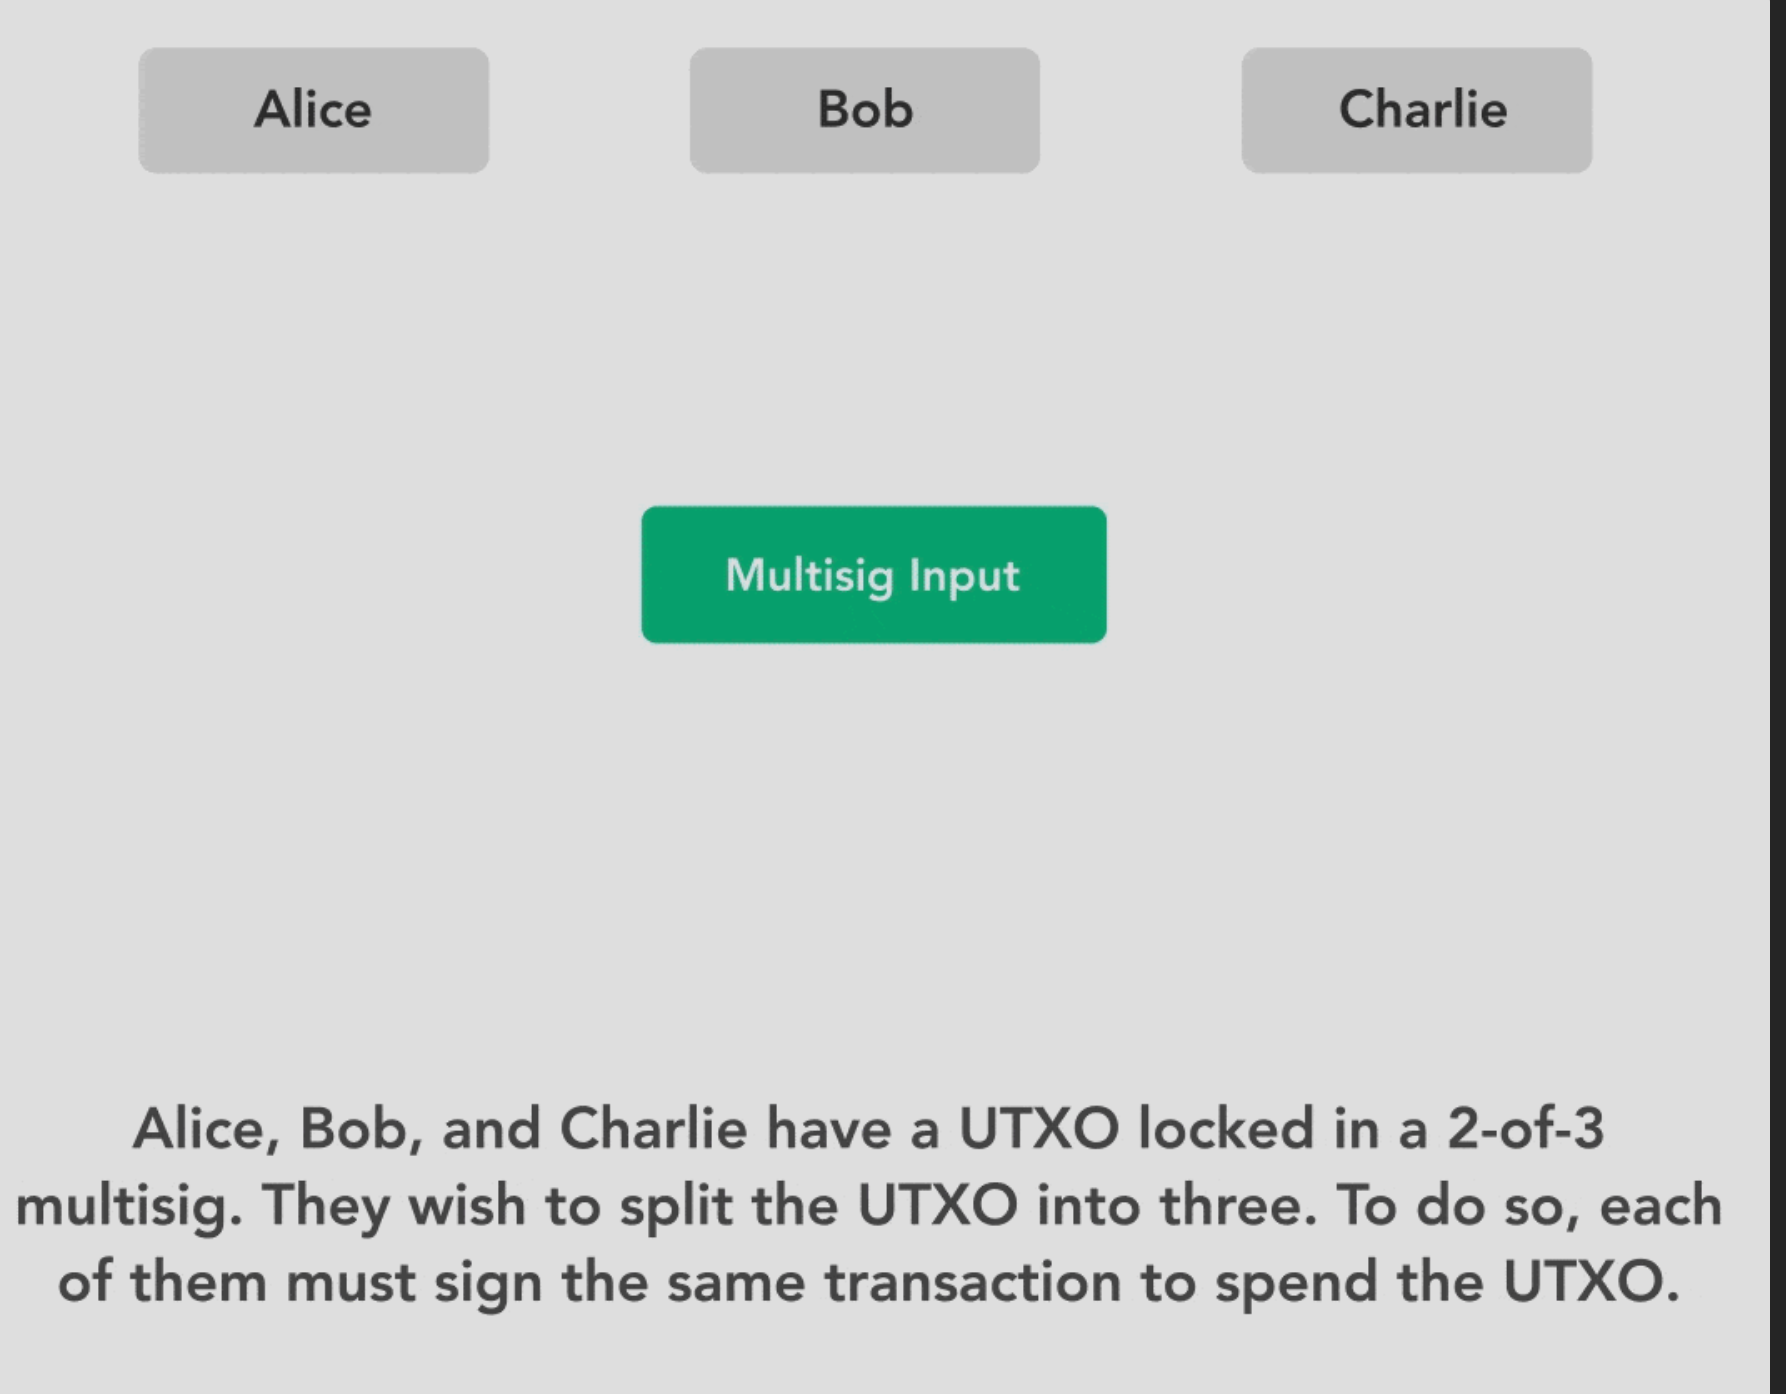 Alice
Bob
Charlie
Multisig Input
Alice, Bob, and Charlie have a UTXO locked in a 2-of-3
multisig. They wish to split the UTXO into three. To do so, each
of them must sign the same transaction to spend the UTXO.